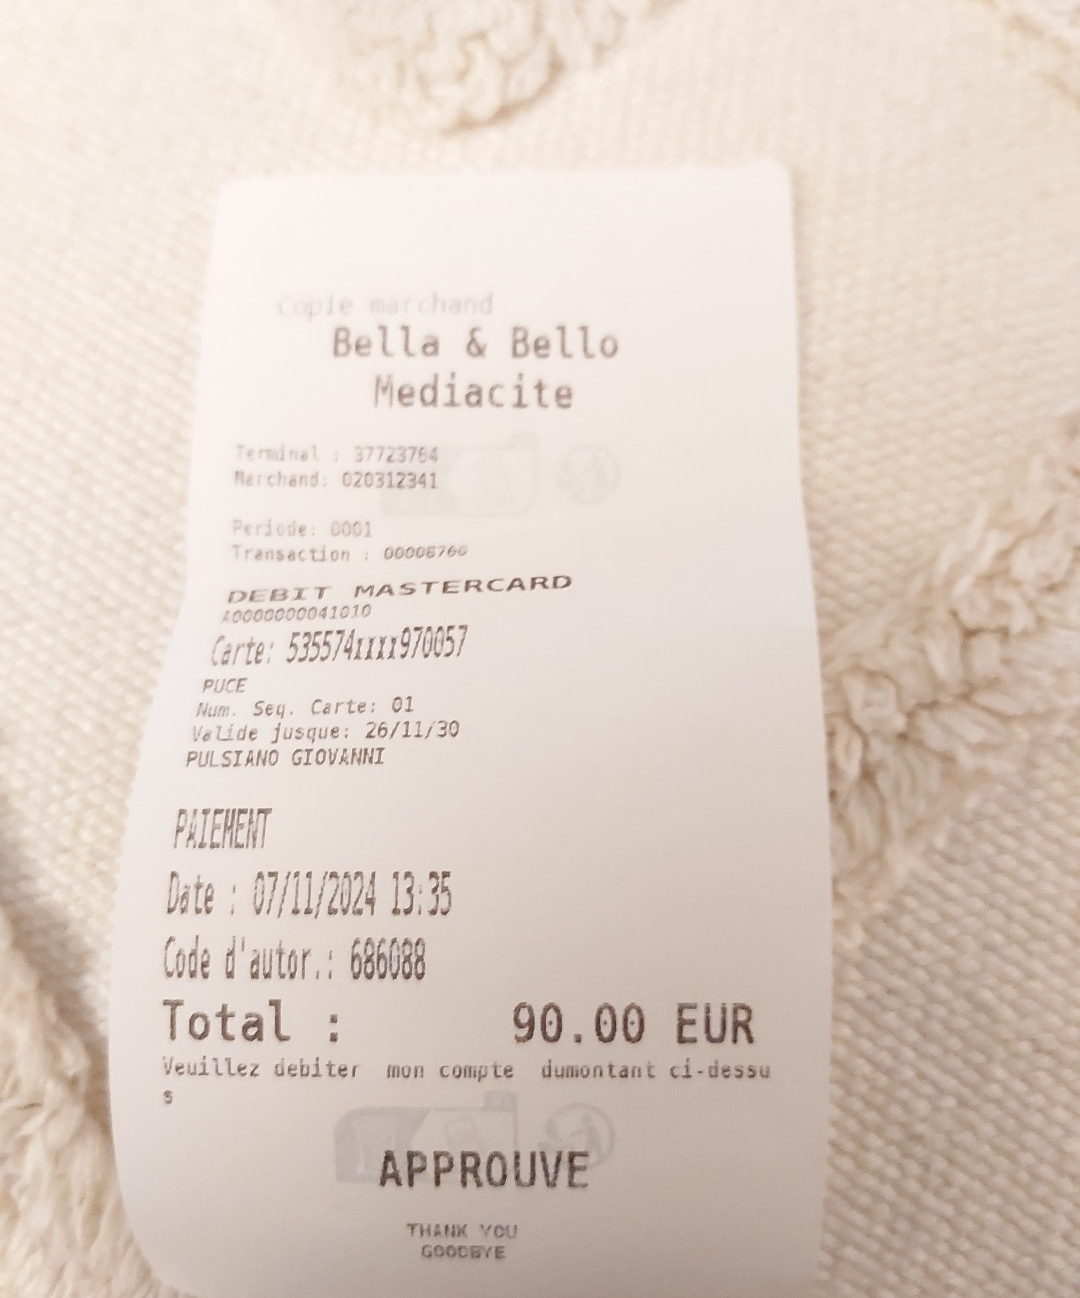 Copie marchand
Bella & Bello
Mediacite
Terminal : 37723764
Marchand: 020312341
Periode: 0001
Transaction : 00008760
DEBIT MASTERCARD
A0000000041010
Carte: 535574xxxx970057
PUCE
Num. Seq. Carte: 01
Valide jusque: 26/11/30
PULSIANO GIOVANNI
PAIEMENT
Date : 07/11/2024 13:35
Code d'autor.: 686088
Total : 90.00 EUR
Veuillez debiter mon compte dumontant ci-dessu
s
APPROUVE
THANK YOU
GOODBYE